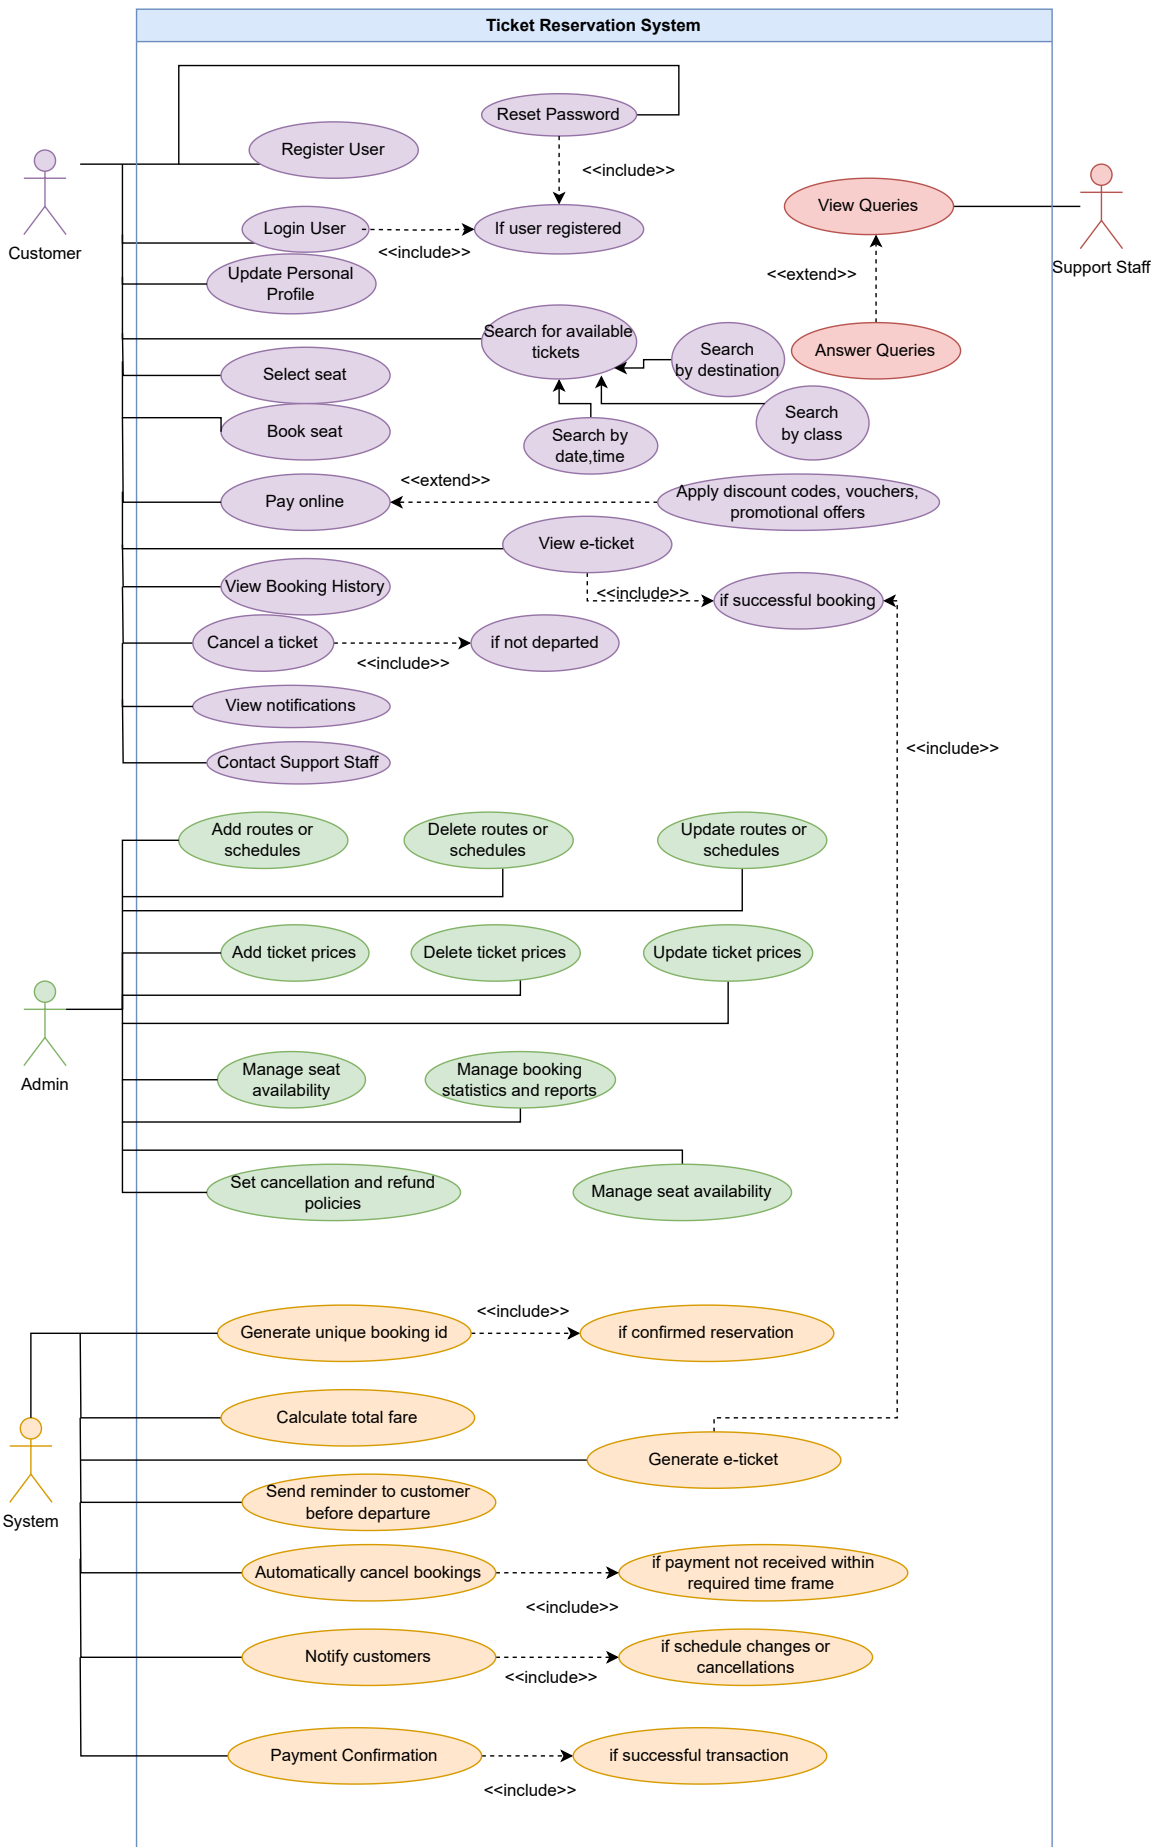 Ticket Reservation System
Reset Password
Register User
<<include>>
View Queries
Customer
Login User
If user registered
<<include>>
Support Staff
Update Personal
Profile
<<extend>>
Search for available
tickets
Search
by destination
Answer Queries
Select seat
Search
by class
Book seat
Search by
date,time
<<extend>>
Pay online
Apply discount codes, vouchers,
promotional offers
View e-ticket
View Booking History
<<include>>
if successful booking
Cancel a ticket
if not departed
<<include>>
View notifications
<<include>>
Contact Support Staff
Add routes or
schedules
Delete routes or
schedules
Update routes or
schedules
Add ticket prices
Delete ticket prices
Update ticket prices
Admin
Manage seat
availability
Manage booking
statistics and reports
Set cancellation and refund
policies
Manage seat availability
<<include>>
Generate unique booking id
if confirmed reservation
Calculate total fare
Generate e-ticket
System
Send reminder to customer
before departure
Automatically cancel bookings
if payment not received within
required time frame
<<include>>
Notify customers
if schedule changes or
cancellations
<<include>>
Payment Confirmation
if successful transaction
<<include>>